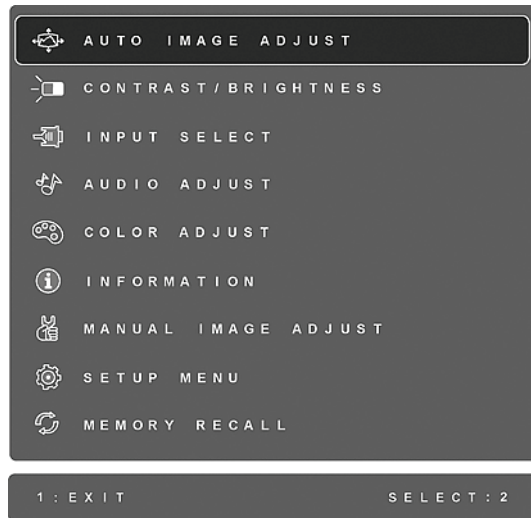 AUTO IMAGE ADJUST
CONTRAST/BRIGHTNESS
INPUT SELECT
AUDIO ADJUST
COLOR ADJUST
INFORMATION
MANUAL IMAGE ADJUST
SETUP MENU
MEMORY RECALL
1:EXIT SELECT:2